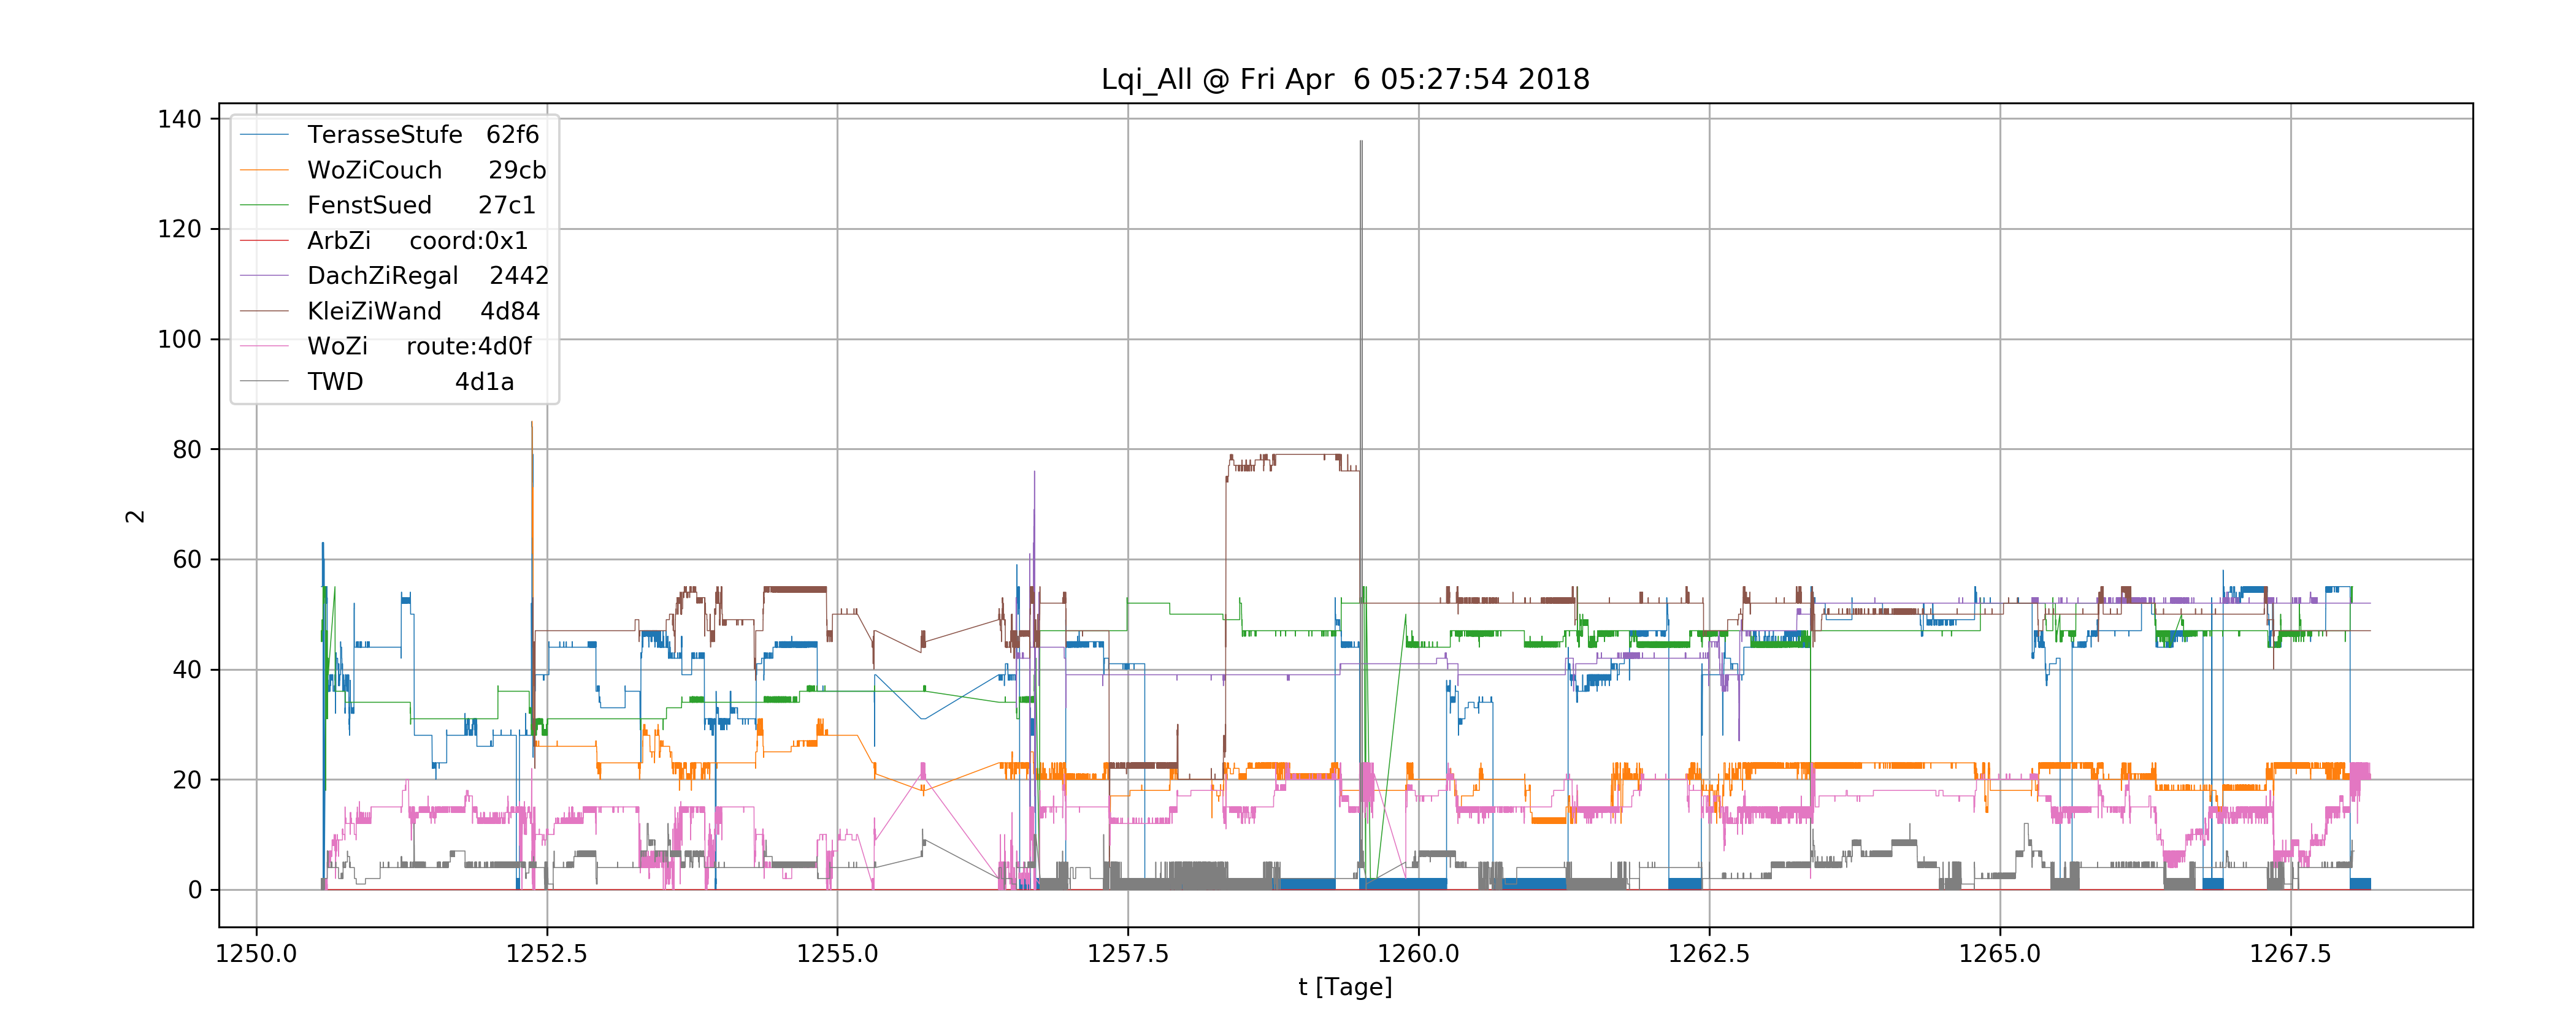 Lqi_All @ Fri Apr  6 05:27:54 2018
140
120
100
80
60
40
20
0
2
TerasseStufe   62f6
WoZiCouch      29cb
FenstSued      27c1
ArbZi     coord:0x1
DachZiRegal    2442
KleiZiWand     4d84
WoZi     route:4d0f
TWD            4d1a
1250.0 1252.5 1255.0 1257.5 1260.0 1262.5 1265.0 1267.5
t [Tage]